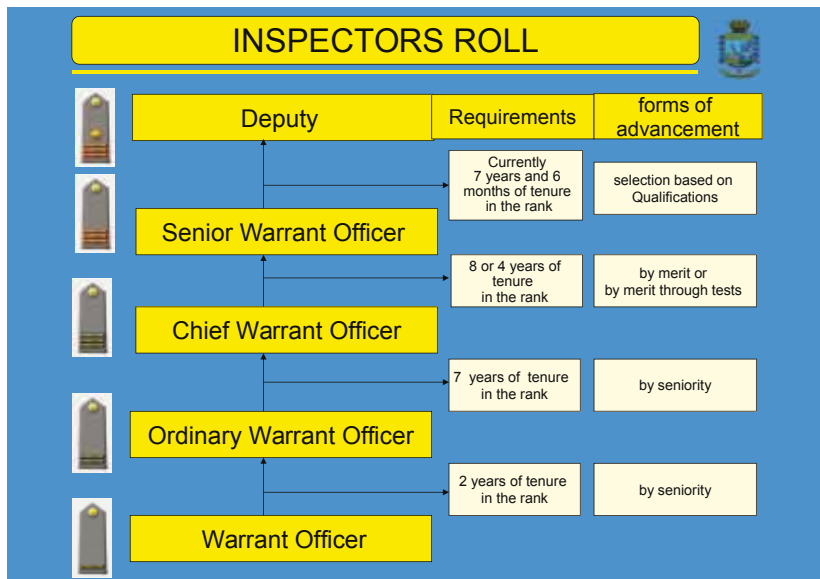 INSPECTORS ROLL
Deputy
Requirements
forms of
advancement
Currently
7 years and 6
months of tenure
in the rank
selection based on
Qualifications
Senior Warrant Officer
8 or 4 years of
tenure
in the rank
by merit or
by merit through tests
Chief Warrant Officer
7 years of tenure
in the rank
by seniority
Ordinary Warrant Officer
2 years of tenure
in the rank
by seniority
Warrant Officer